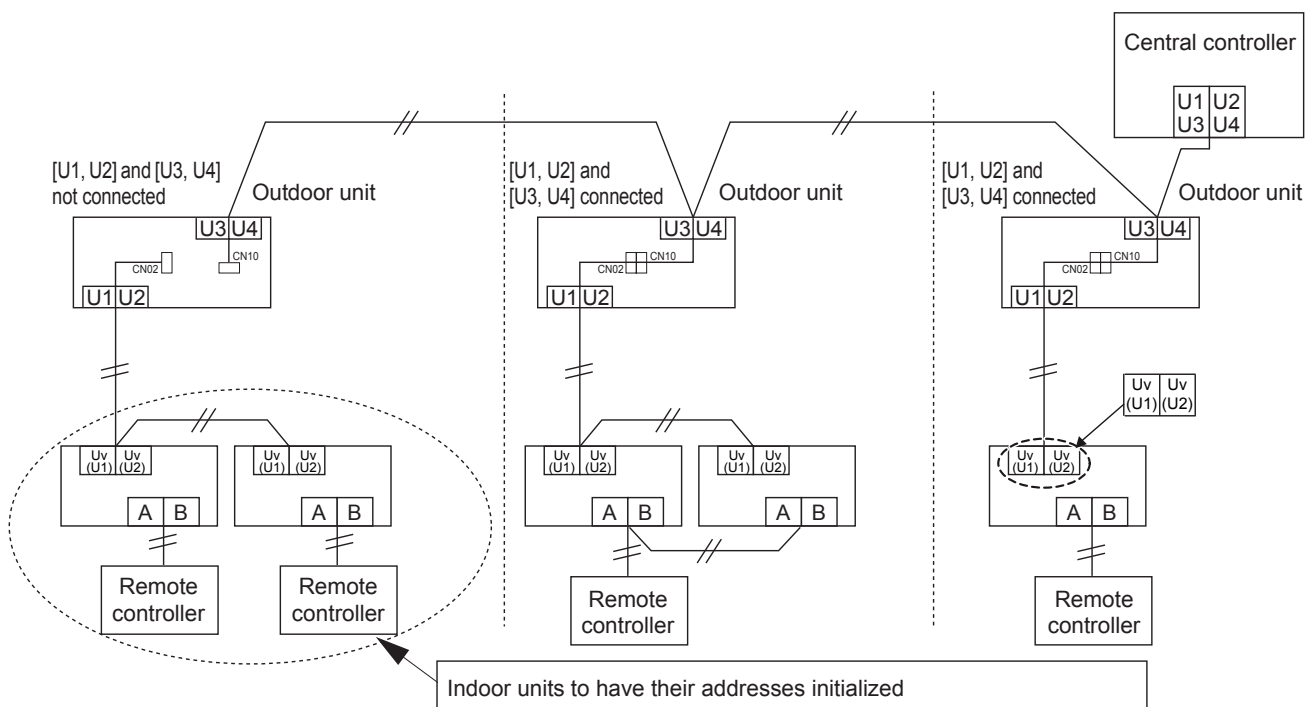 Central controller
U1 U2
U3 U4
[U1, U2] and [U3, U4]
not connected
Outdoor unit
U3 U4
CN02
CN10
U1 U2
[U1, U2] and
[U3, U4] connected
Outdoor unit
U3 U4
CN02
CN10
U1 U2
[U1, U2] and
[U3, U4] connected
Outdoor unit
U3 U4
CN02
CN10
U1 U2
Uv Uv
(U1) (U2)
Uv Uv
(U1) (U2)
A B
Uv Uv
(U1) (U2)
A B
Remote
controller
Remote
controller
Uv Uv
(U1) (U2)
A B
Uv Uv
(U1) (U2)
A B
Remote
controller
Uv Uv
(U1) (U2)
A B
Remote
controller
Indoor units to have their addresses initialized